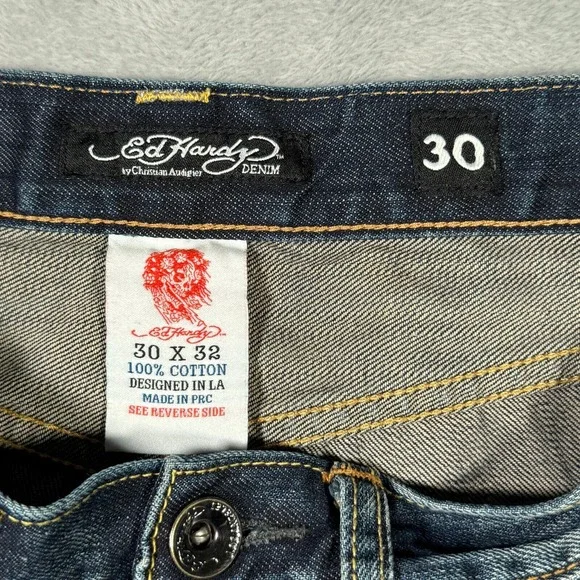 Ed Hardy™
by Christian Audigier DENIM
30
Ed Hardy
30 X 32
100% COTTON
DESIGNED IN LA
MADE IN PRC
SEE REVERSE SIDE